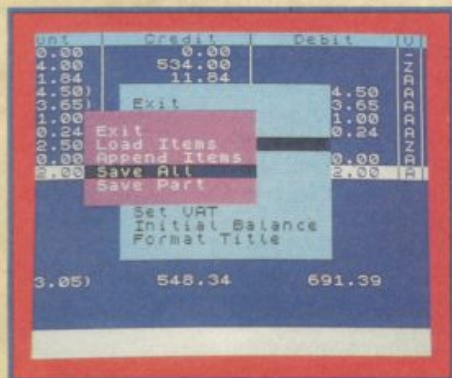 unt Credit Debit V
0.00 0.00 -
4.00 534.00 Z
1.84 11.84 A
4.50) 4.50 A
3.65) Exit 3.65 A
1.00 1.00 A
0.24 Exit 0.24 A
2.50 Load Items Z
0.00 Append Items 0.00 A
2.00 Save All 2.00 A
Save Part
Set VAT
Initial Balance
Format Title
3.05) 548.34 691.39